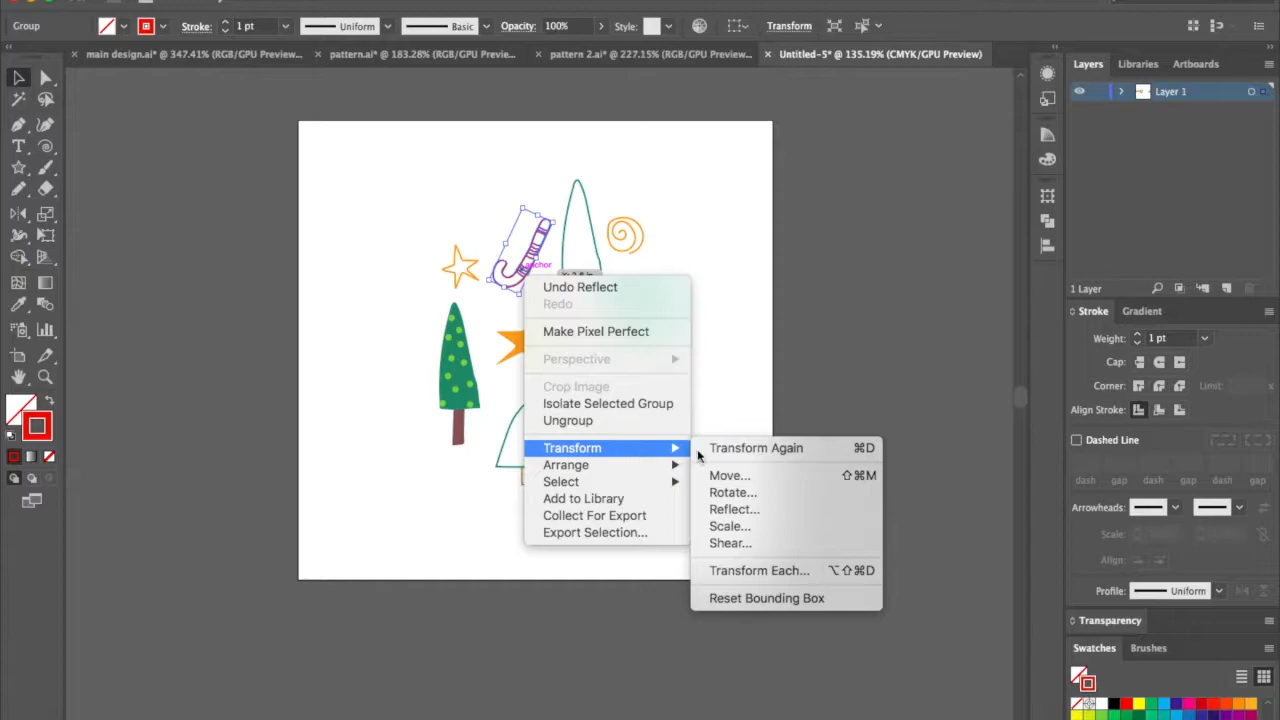 Group
Stroke:
1 pt
Uniform
Basic
Opacity:
100%
Style:
Transform
main design.ai* @ 347.41% (RGB/GPU Preview...
pattern.ai* @ 183.28% (RGB/GPU Previe...
pattern 2.ai* @ 227.15% (RGB/GPU Preview...
Untitled-5* @ 135.19% (CMYK/GPU Preview)
Layers
Libraries
Artboards
Layer 1
anchor
Undo Reflect
Redo
Make Pixel Perfect
Perspective
Crop Image
Isolate Selected Group
Ungroup
Transform
Arrange
Select
Add to Library
Collect For Export
Export Selection...
Transform Again ⌘D
Move... ⇧⌘M
Rotate...
Reflect...
Scale...
Shear...
Transform Each... ⌥⇧⌘D
Reset Bounding Box
1 Layer
Stroke
Gradient
Weight:
1 pt
Cap:
Corner:
Limit:
x
Align Stroke:
Dashed Line
dash gap dash gap dash gap
Arrowheads:
Scale:
Align:
Profile:
Uniform
Transparency
Swatches
Brushes